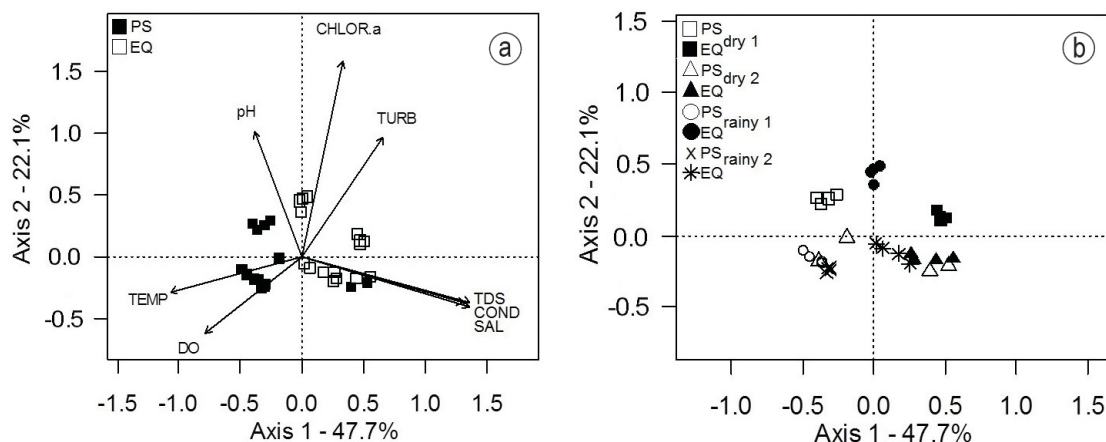 PS
EQ
CHLOR.a
a
pH
TURB
TEMP
DO
TDS
COND
SAL
Axis 2 - 22.1%
1.5
1.0
0.5
0.0
-0.5
-1.5 -1.0 -0.5 0.0 0.5 1.0 1.5
Axis 1 - 47.7%
PS
EQ dry 1
PS
EQ dry 2
PS
EQ rainy 1
PS
EQ rainy 2
b
Axis 2 - 22.1%
1.5
1.0
0.5
0.0
-0.5
-1.0 -0.5 0.0 0.5 1.0 1.5
Axis 1 - 47.7%